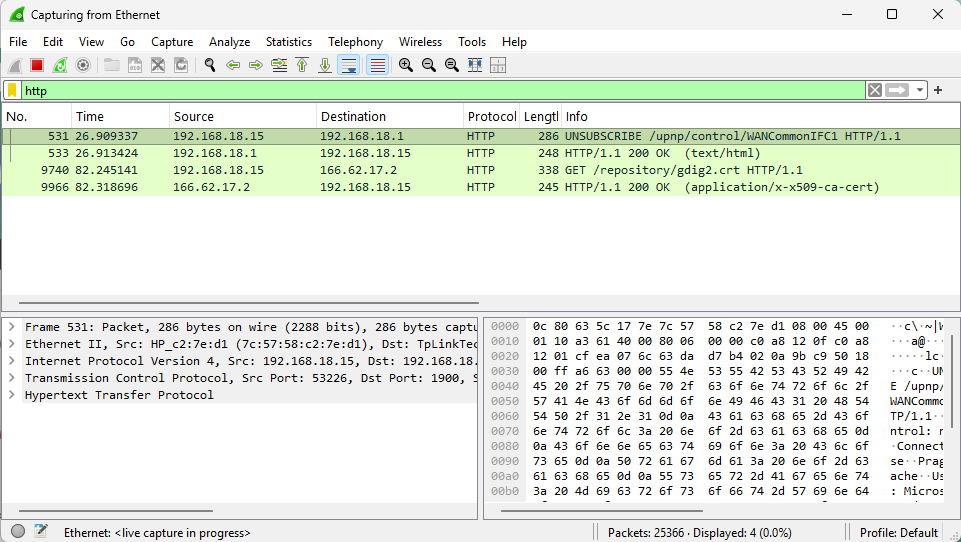 Capturing from Ethernet
File Edit View Go Capture Analyze Statistics Telephony Wireless Tools Help
http
No. Time Source Destination Protocol Lengtl Info
531 26.909337 192.168.18.15 192.168.18.1 HTTP 286 UNSUBSCRIBE /upnp/control/WANCommonIFC1 HTTP/1.1
533 26.913424 192.168.18.1 192.168.18.15 HTTP 248 HTTP/1.1 200 OK (text/html)
9740 82.245141 192.168.18.15 166.62.17.2 HTTP 338 GET /repository/gdig2.crt HTTP/1.1
9966 82.318696 166.62.17.2 192.168.18.15 HTTP 245 HTTP/1.1 200 OK (application/x-x509-ca-cert)
Frame 531: Packet, 286 bytes on wire (2288 bits), 286 bytes captu
Ethernet II, Src: HP_c2:7e:d1 (7c:57:58:c2:7e:d1), Dst: TpLinkTec
Internet Protocol Version 4, Src: 192.168.18.15, Dst: 192.168.18.
Transmission Control Protocol, Src Port: 53226, Dst Port: 1900, S
Hypertext Transfer Protocol
0000 0c 80 63 5c 17 7e 7c 57 58 c2 7e d1 08 00 45 00 ··c\·~|W
0010 01 10 a3 61 40 00 80 06 00 00 c0 a8 12 0f c0 a8 ···a@···
0020 12 01 cf ea 07 6c 63 da d7 b4 02 0a 9b c9 50 18 ·····lc·
0030 00 ff a6 63 00 00 55 4e 53 55 42 53 43 52 49 42 ···c··UN
0040 45 20 2f 75 70 6e 70 2f 63 6f 6e 74 72 6f 6c 2f E /upnp/
0050 57 41 4e 43 6f 6d 6d 6f 6e 49 46 43 31 20 48 54 WANCommo
0060 54 50 2f 31 2e 31 0d 0a 43 61 63 68 65 2d 43 6f TP/1.1··
0070 6e 74 72 6f 6c 3a 20 6e 6f 2d 63 61 63 68 65 0d ntrol: n
0080 0a 43 6f 6e 6e 65 63 74 69 6f 6e 3a 20 43 6c 6f ·Connect
0090 73 65 0d 0a 50 72 61 67 6d 61 3a 20 6e 6f 2d 63 se··Prag
00a0 61 63 68 65 0d 0a 55 73 65 72 2d 41 67 65 6e 74 ache··Us
00b0 3a 20 4d 69 63 72 6f 73 6f 66 74 2d 57 69 6e 64 : Micros
Ethernet: <live capture in progress> Packets: 25366 · Displayed: 4 (0.0%) Profile: Default